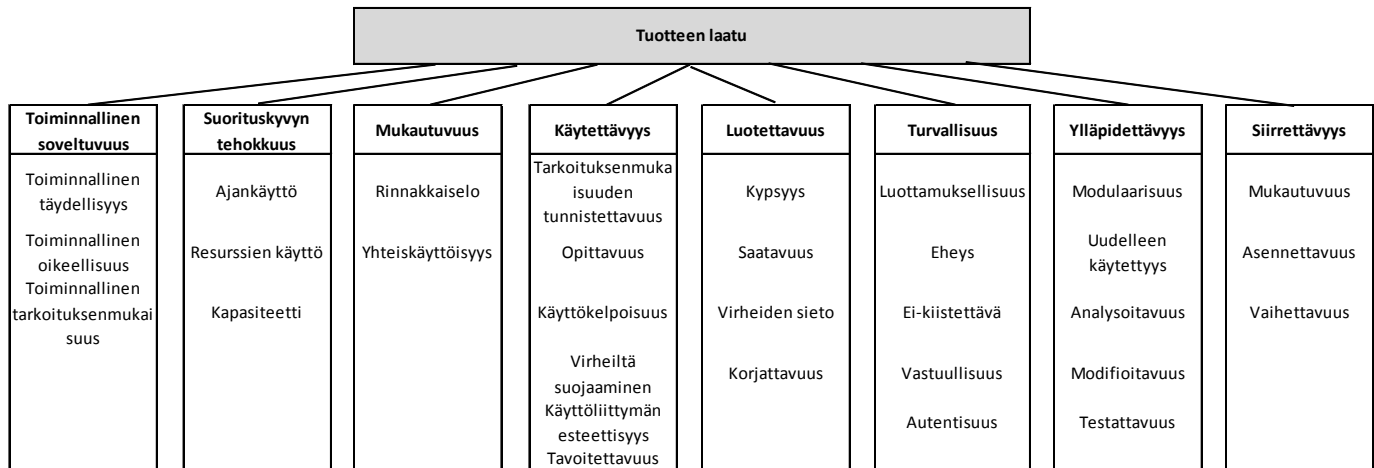 Tuotteen laatu
Toiminnallinen
soveltuvuus
Toiminnallinen
täydellisyys
Toiminnallinen
oikeellisuus
Toiminnallinen
tarkoituksenmukai
suus
Suorituskyvyn
tehokkuus
Ajankäyttö
Resurssien käyttö
Kapasiteetti
Mukautuvuus
Rinnakkaiselo
Yhteiskäyttöisyys
Käytettävyys
Tarkoituksenmuka
isuuden
tunnistettavuus
Opittavuus
Käyttökelpoisuus
Virheiltä
suojaaminen
Käyttöliittymän
esteettisyys
Tavoitettavuus
Luotettavuus
Kypsyys
Saatavuus
Virheiden sieto
Korjattavuus
Turvallisuus
Luottamuksellisuus
Eheys
Ei-kiistettävä
Vastuullisuus
Autentisuus
Ylläpidettävyys
Modulaarisuus
Uudelleen
käytettyys
Analysoitavuus
Modifioitavuus
Testattavuus
Siirrettävyys
Mukautuvuus
Asennettavuus
Vaihettavuus